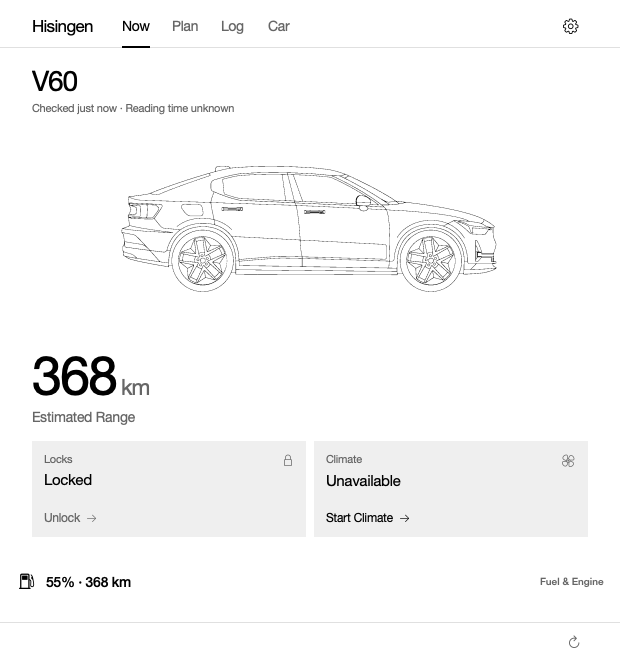 Hisingen Now Plan Log Car
V60
Checked just now · Reading time unknown
368 km
Estimated Range
Locks
Locked
Unlock →
Climate
Unavailable
Start Climate →
55% · 368 km
Fuel & Engine